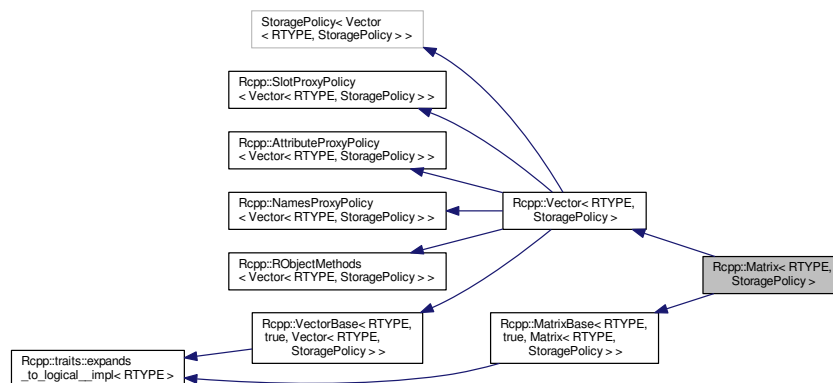 StoragePolicy< Vector
< RTYPE, StoragePolicy > >
Rcpp::SlotProxyPolicy
< Vector< RTYPE, StoragePolicy > >
Rcpp::AttributeProxyPolicy
< Vector< RTYPE, StoragePolicy > >
Rcpp::NamesProxyPolicy
< Vector< RTYPE, StoragePolicy > >
Rcpp::RObjectMethods
< Vector< RTYPE, StoragePolicy > >
Rcpp::VectorBase< RTYPE,
true, Vector< RTYPE,
StoragePolicy > >
Rcpp::traits::expands
_to_logical__impl< RTYPE >
Rcpp::Vector< RTYPE,
StoragePolicy >
Rcpp::MatrixBase< RTYPE,
true, Matrix< RTYPE,
StoragePolicy > >
Rcpp::Matrix< RTYPE,
StoragePolicy >